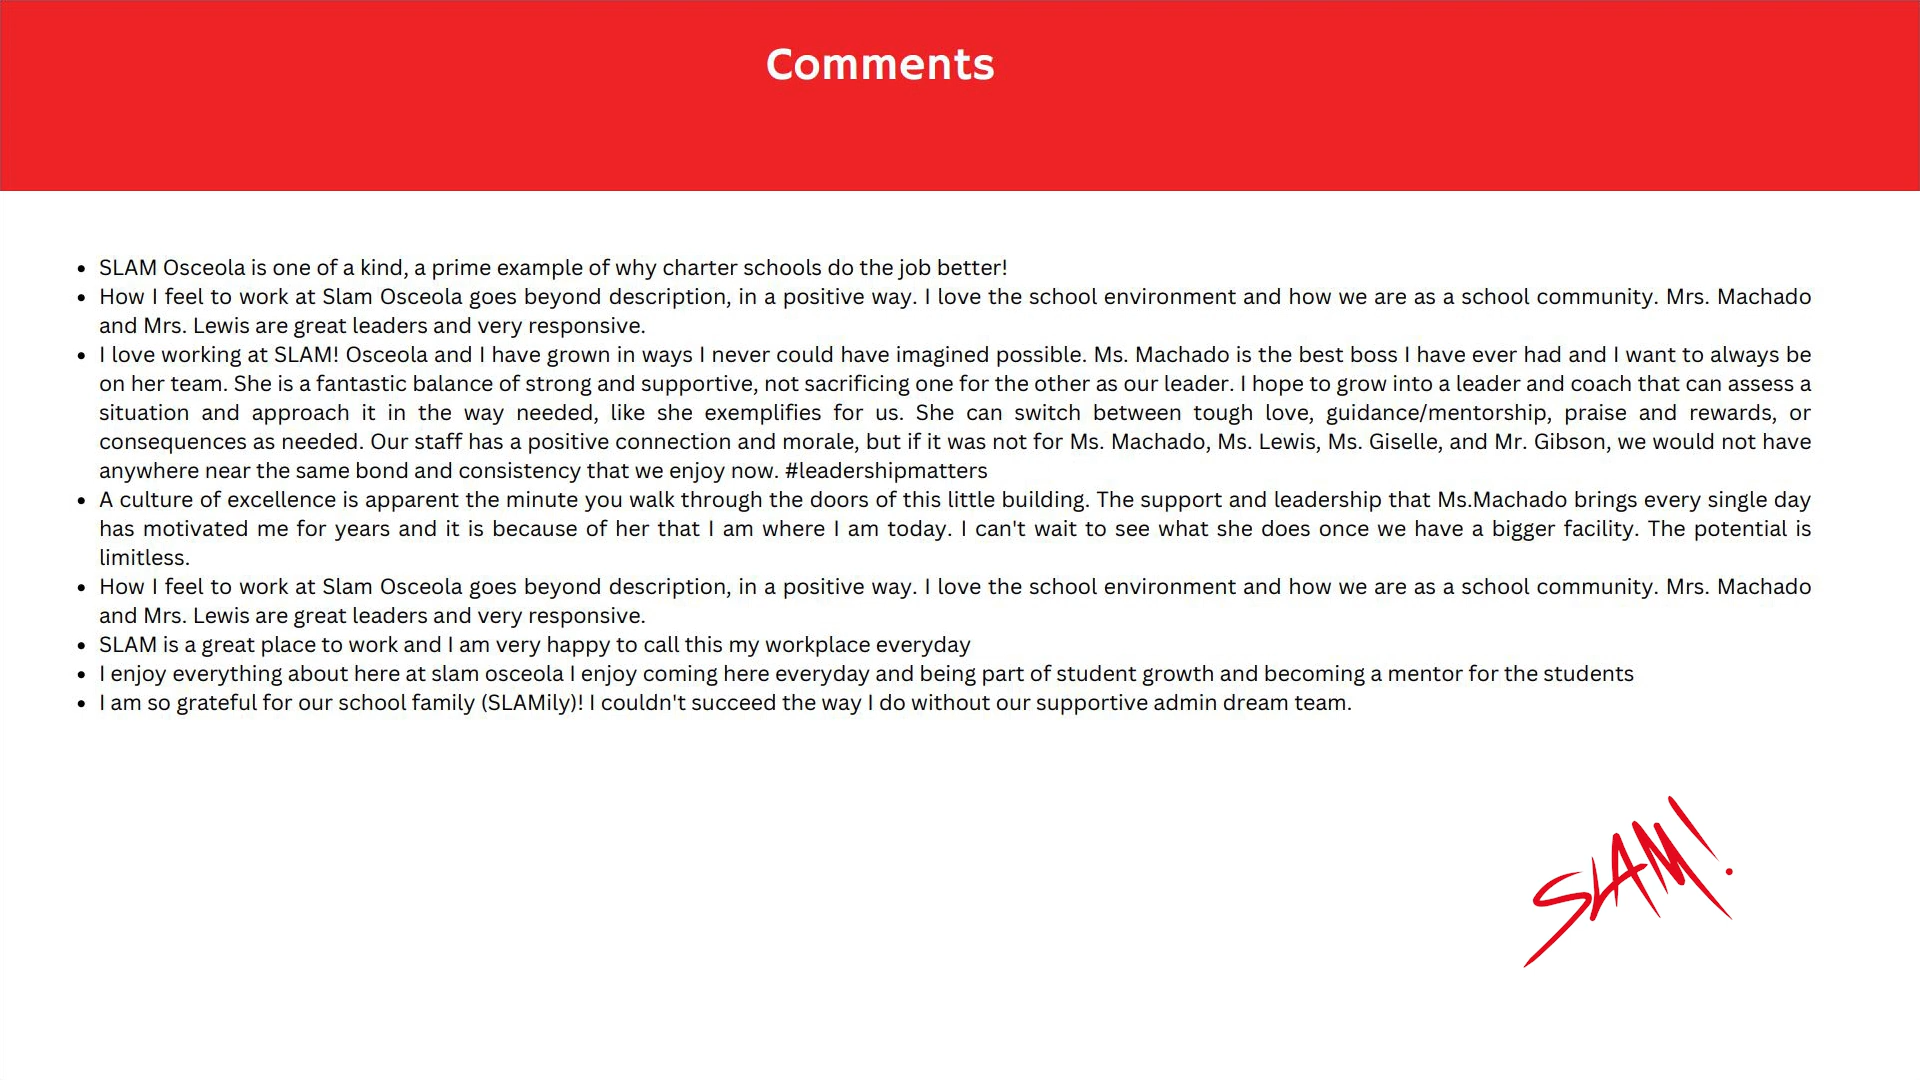 Comments
• SLAM Osceola is one of a kind, a prime example of why charter schools do the job better!
• How I feel to work at Slam Osceola goes beyond description, in a positive way. I love the school environment and how we are as a school community. Mrs. Machado
and Mrs. Lewis are great leaders and very responsive.
• I love working at SLAM! Osceola and I have grown in ways I never could have imagined possible. Ms. Machado is the best boss I have ever had and I want to always be
on her team. She is a fantastic balance of strong and supportive, not sacrificing one for the other as our leader. I hope to grow into a leader and coach that can assess a
situation and approach it in the way needed, like she exemplifies for us. She can switch between tough love, guidance/mentorship, praise and rewards, or
consequences as needed. Our staff has a positive connection and morale, but if it was not for Ms. Machado, Ms. Lewis, Ms. Giselle, and Mr. Gibson, we would not have
anywhere near the same bond and consistency that we enjoy now. #leadershipmatters
• A culture of excellence is apparent the minute you walk through the doors of this little building. The support and leadership that Ms.Machado brings every single day
has motivated me for years and it is because of her that I am where I am today. I can't wait to see what she does once we have a bigger facility. The potential is
limitless.
• How I feel to work at Slam Osceola goes beyond description, in a positive way. I love the school environment and how we are as a school community. Mrs. Machado
and Mrs. Lewis are great leaders and very responsive.
• SLAM is a great place to work and I am very happy to call this my workplace everyday
• I enjoy everything about here at slam osceola I enjoy coming here everyday and being part of student growth and becoming a mentor for the students
• I am so grateful for our school family (SLAMily)! I couldn't succeed the way I do without our supportive admin dream team.
SLAM!